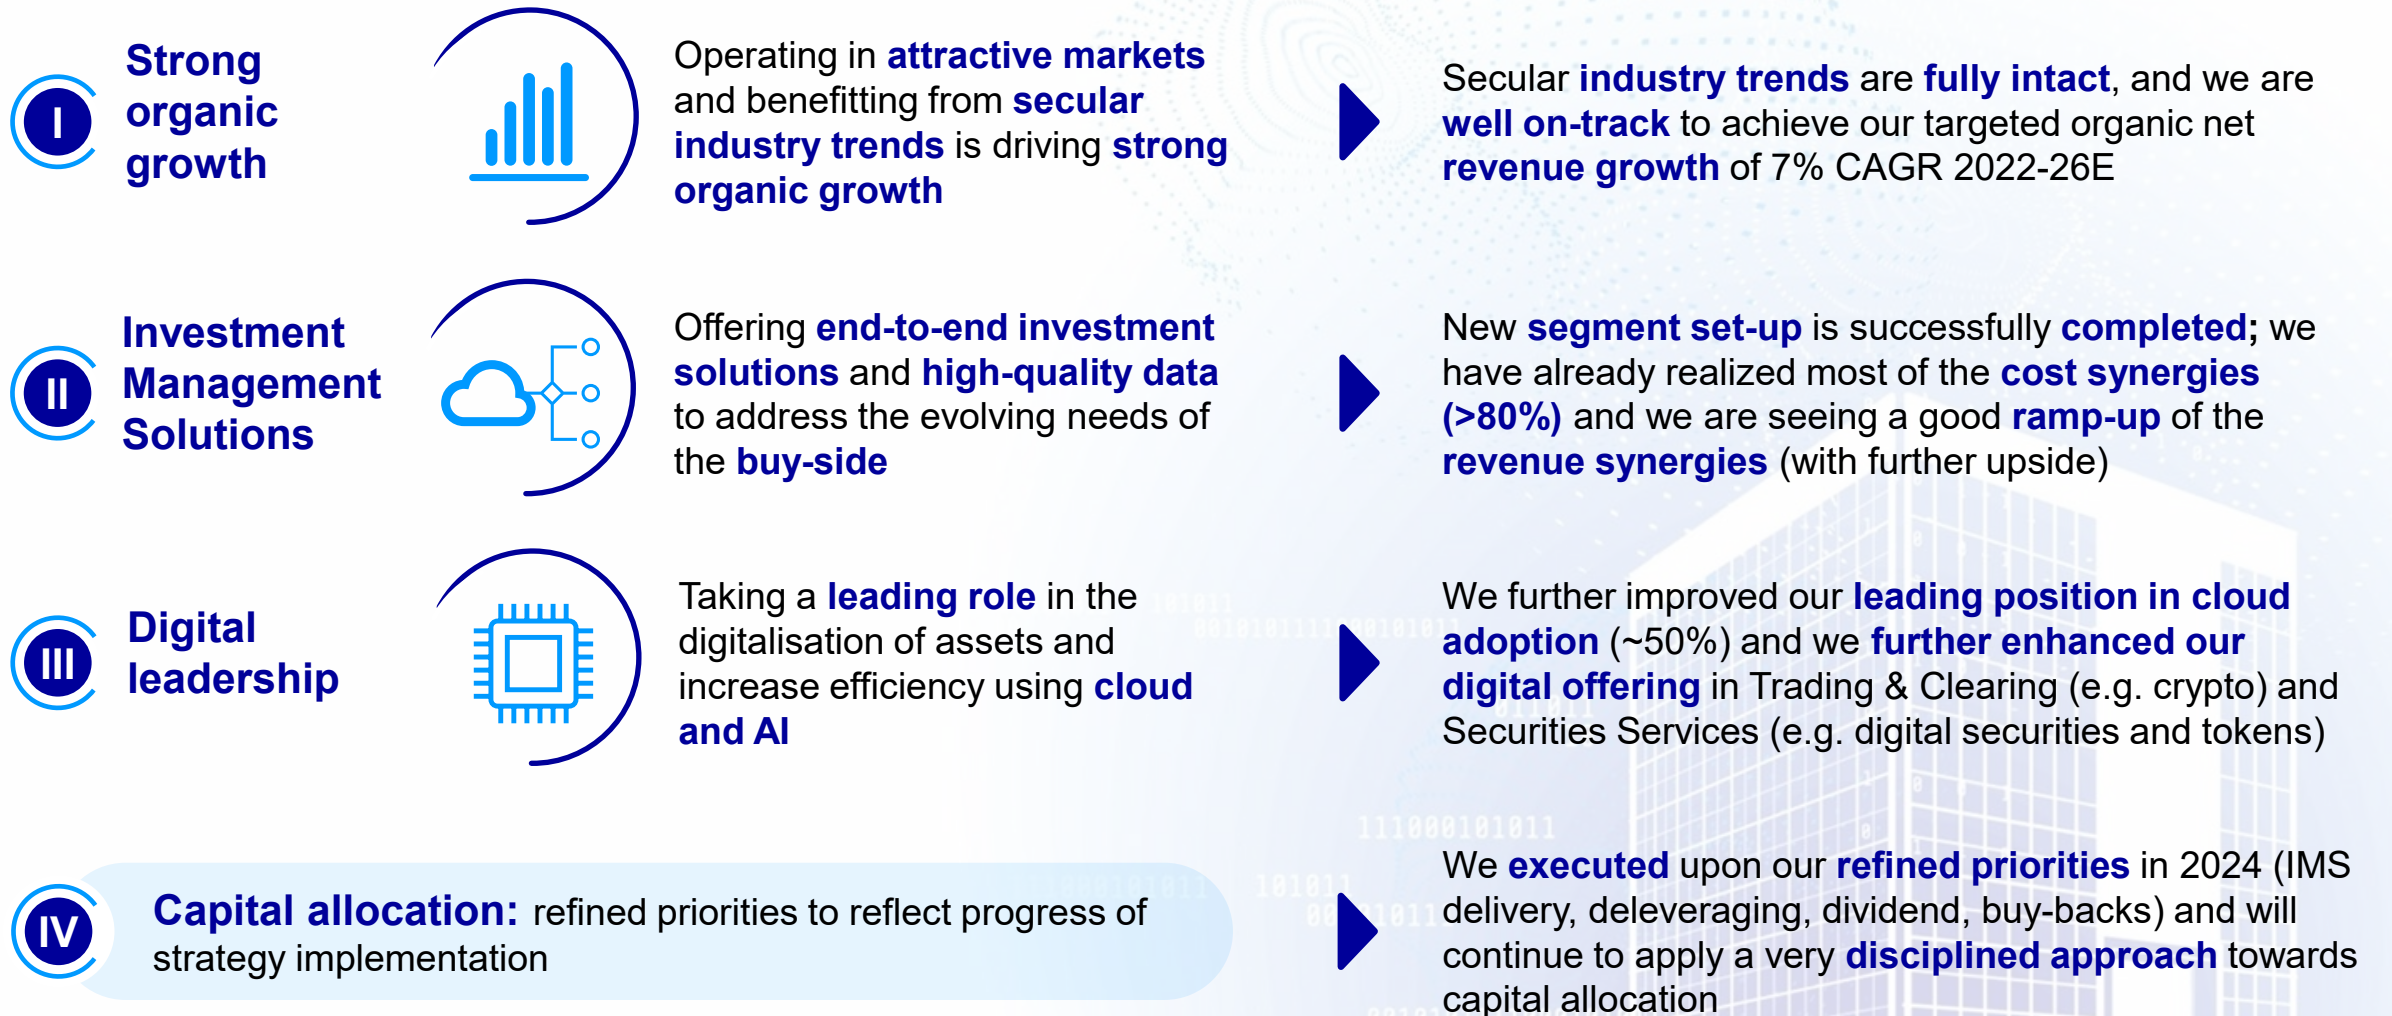 I
Strong
organic
growth
Operating in attractive markets
and benefitting from secular
industry trends is driving strong
organic growth
Secular industry trends are fully intact, and we are
well on-track to achieve our targeted organic net
revenue growth of 7% CAGR 2022-26E
II
Investment
Management
Solutions
Offering end-to-end investment
solutions and high-quality data
to address the evolving needs of
the buy-side
New segment set-up is successfully completed; we
have already realized most of the cost synergies
(>80%) and we are seeing a good ramp-up of the
revenue synergies (with further upside)
III
Digital
leadership
Taking a leading role in the
digitalisation of assets and
increase efficiency using cloud
and AI
We further improved our leading position in cloud
adoption (~50%) and we further enhanced our
digital offering in Trading & Clearing (e.g. crypto) and
Securities Services (e.g. digital securities and tokens)
111000101011
IV
Capital allocation: refined priorities to reflect progress of
strategy implementation
101011
We executed upon our refined priorities in 2024 (IMS
delivery, deleveraging, dividend, buy-backs) and will
continue to apply a very disciplined approach towards
capital allocation